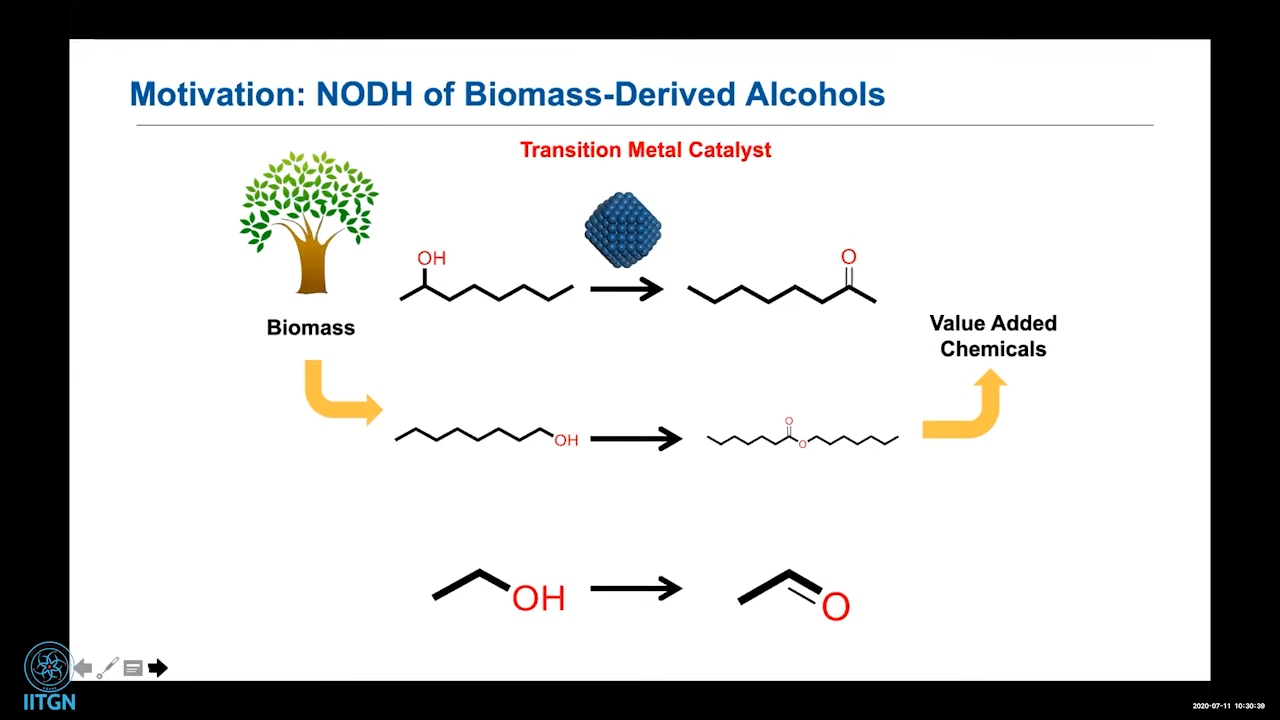 Motivation: NODH of Biomass-Derived Alcohols
Transition Metal Catalyst
OH
O
Biomass
Value Added
Chemicals
OH
O
O
OH
O
IITGN
2020-07-11 10:30:39